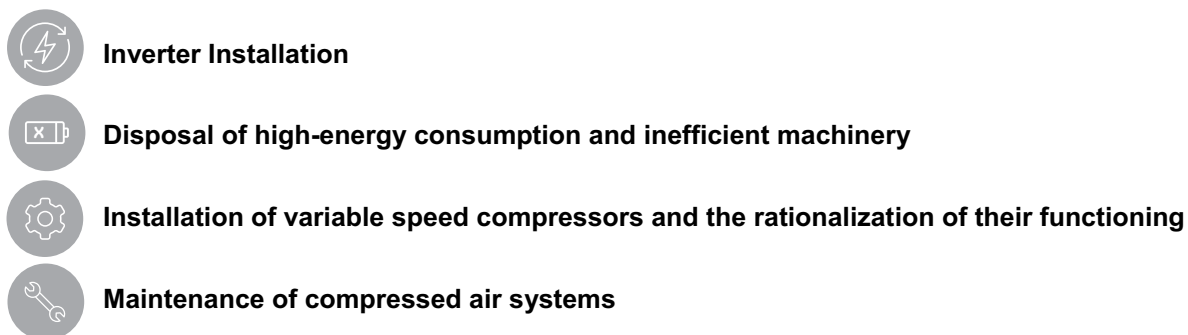 Inverter Installation
Disposal of high-energy consumption and inefficient machinery
Installation of variable speed compressors and the rationalization of their functioning
Maintenance of compressed air systems